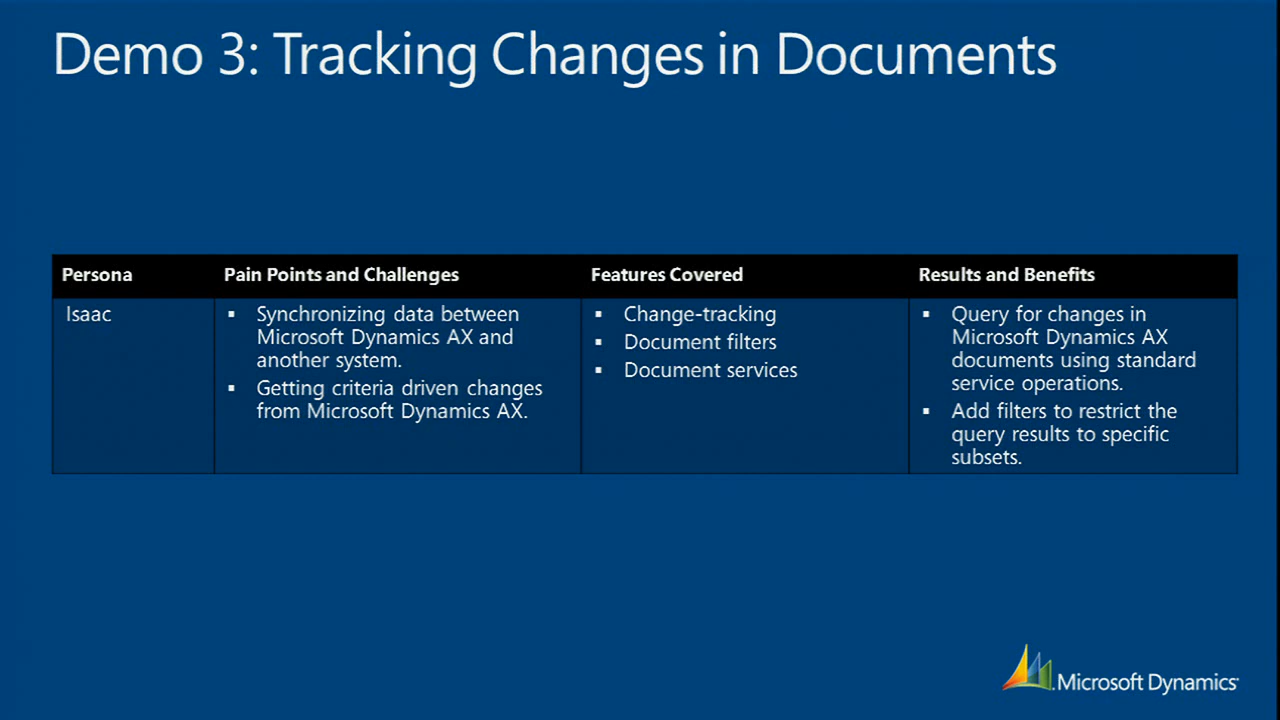 Demo 3: Tracking Changes in Documents
Persona
Pain Points and Challenges
Features Covered
Results and Benefits
Isaac
▪ Synchronizing data between
Microsoft Dynamics AX and
another system.
▪ Getting criteria driven changes
from Microsoft Dynamics AX.
▪ Change-tracking
▪ Document filters
▪ Document services
▪ Query for changes in
Microsoft Dynamics AX
documents using standard
service operations.
▪ Add filters to restrict the
query results to specific
subsets.
Microsoft Dynamics